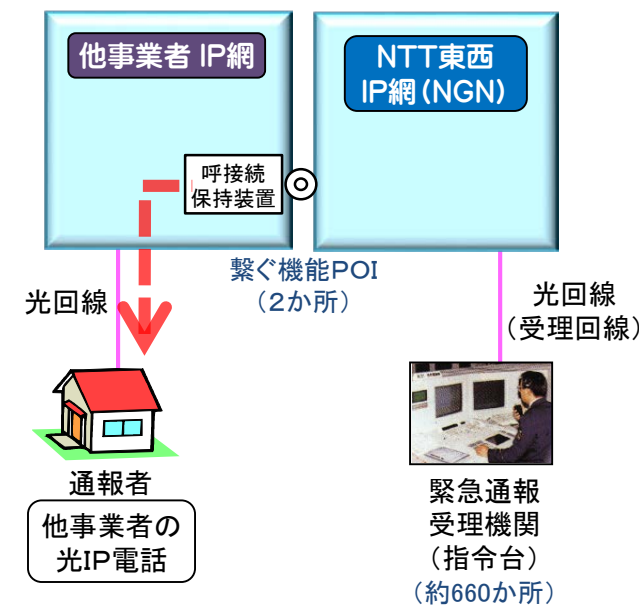 他事業者 IP網
NTT東西
IP網(NGN)
呼接続
保持装置
繋ぐ機能POI
（2か所）
光回線
光回線
（受理回線）
通報者
他事業者の
光IP電話
緊急通報
受理機関
（指令台）
（約660か所）